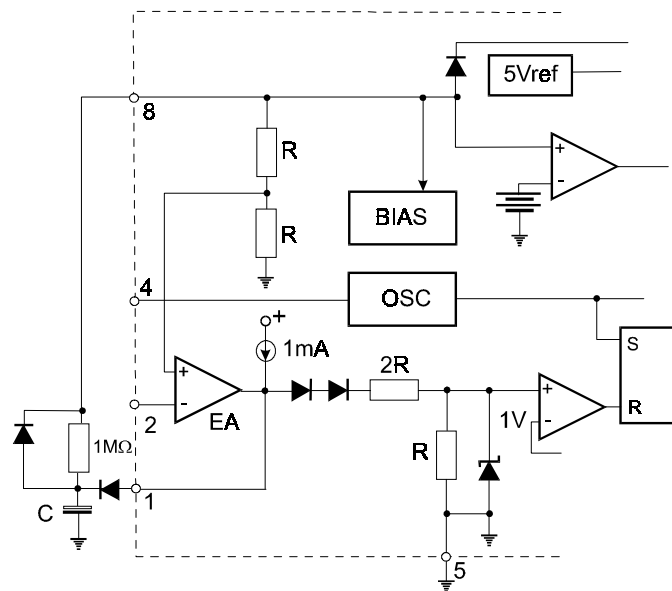 5Vref
8
R
+
-
R
BIAS
4
OSC
+
1mA
S
2R
+
-
EA
2
+
1V
-
R
1MΩ
R
1
C
5